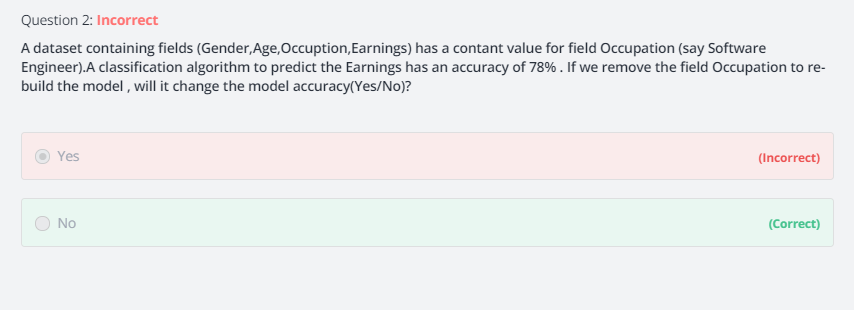 Question 2: Incorrect
A dataset containing fields (Gender,Age,Occuption,Earnings) has a contant value for field Occupation (say Software
Engineer).A classification algorithm to predict the Earnings has an accuracy of 78% . If we remove the field Occupation to re-
build the model , will it change the model accuracy(Yes/No)?
Yes (Incorrect)
No (Correct)